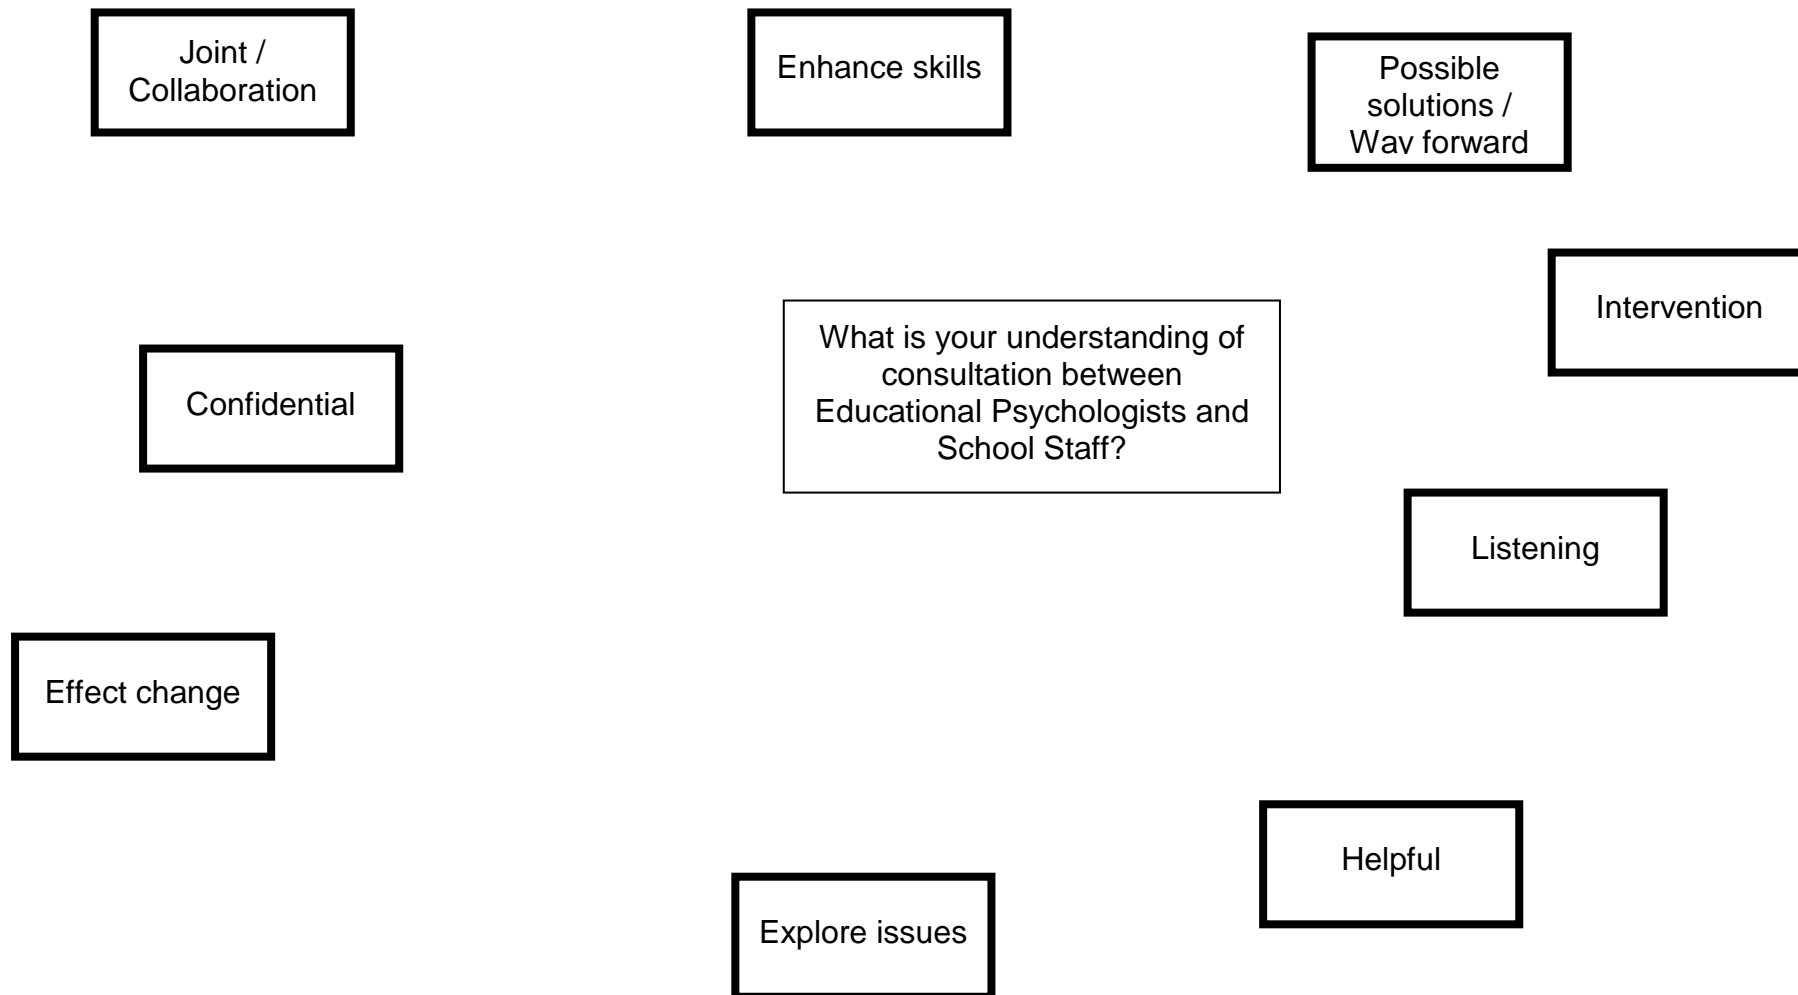 Joint /
Collaboration
Enhance skills
Possible
solutions /
Way forward
Intervention
What is your understanding of
consultation between
Educational Psychologists and
School Staff?
Confidential
Listening
Effect change
Helpful
Explore issues